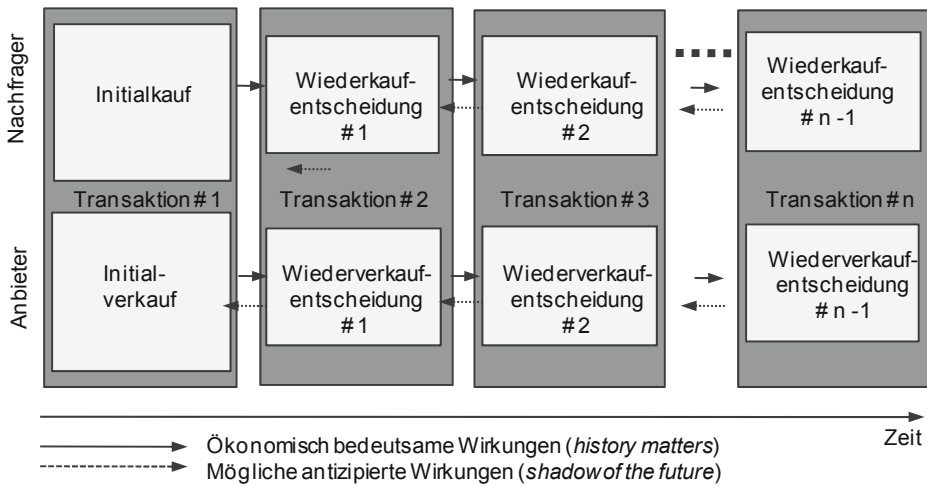 Nachfrager
Initialkauf
Wiederkauf-
entscheidung
# 1
Wiederkauf-
entscheidung
# 2
Wiederkauf-
entscheidung
# n -1
Transaktion # 1
Transaktion # 2
Transaktion # 3
Transaktion # n
Anbieter
Initial-
verkauf
Wiederverkauf-
entscheidung
# 1
Wiederverkauf-
entscheidung
# 2
Wiederverkauf-
entscheidung
# n -1
Zeit
Ökonomisch bedeutsame Wirkungen (history matters)
Mögliche antizipierte Wirkungen (shadow of the future)